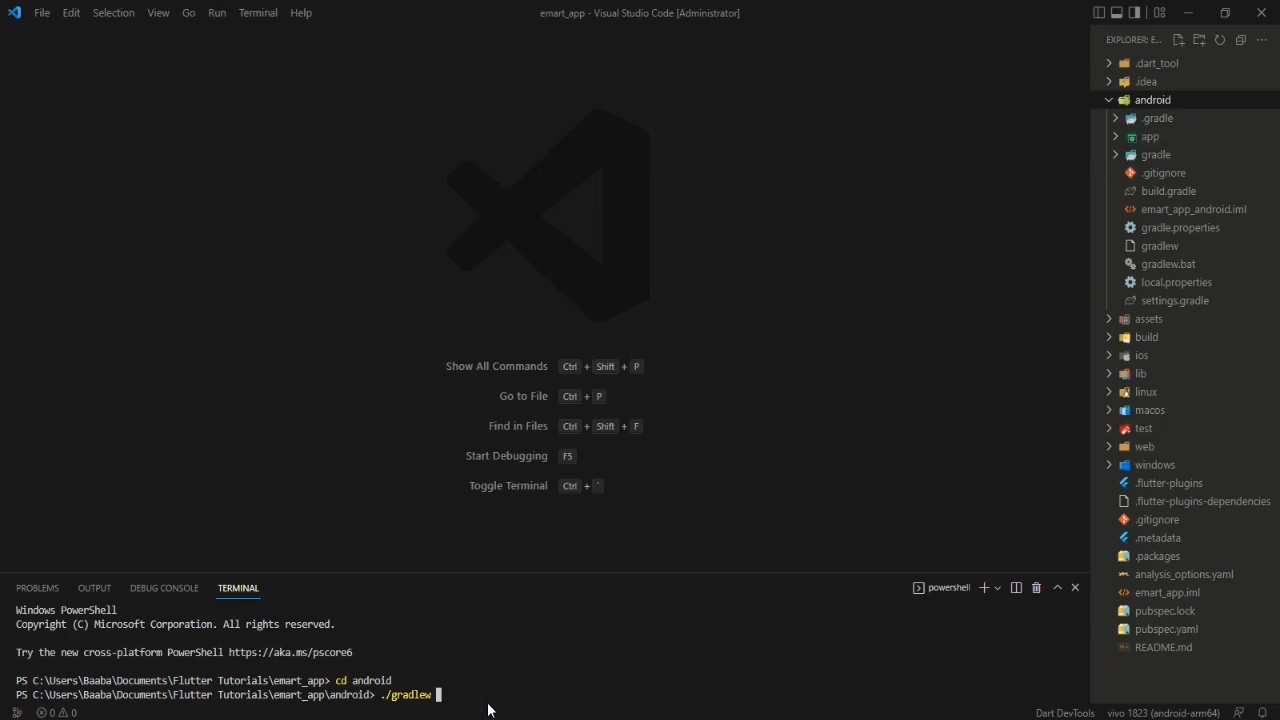 File Edit Selection View Go Run Terminal Help
emart_app - Visual Studio Code [Administrator]
EXPLORER: E...
.dart_tool
.idea
android
.gradle
app
gradle
.gitignore
build.gradle
emart_app_android.iml
gradle.properties
gradlew
gradlew.bat
local.properties
settings.gradle
assets
build
ios
lib
linux
macos
test
web
windows
.flutter-plugins
.flutter-plugins-dependencies
.gitignore
.metadata
.packages
analysis_options.yaml
emart_app.iml
pubspec.lock
pubspec.yaml
README.md
Show All Commands Ctrl + Shift + P
Go to File Ctrl + P
Find in Files Ctrl + Shift + F
Start Debugging F5
Toggle Terminal Ctrl + `
PROBLEMS OUTPUT DEBUG CONSOLE TERMINAL
powershell
Windows PowerShell
Copyright (C) Microsoft Corporation. All rights reserved.
Try the new cross-platform PowerShell https://aka.ms/pscore6
PS C:\Users\Baaba\Documents\Flutter Tutorials\emart_app> cd android
PS C:\Users\Baaba\Documents\Flutter Tutorials\emart_app\android> ./gradlew
0 0
Dart DevTools vivo 1823 (android-arm64)